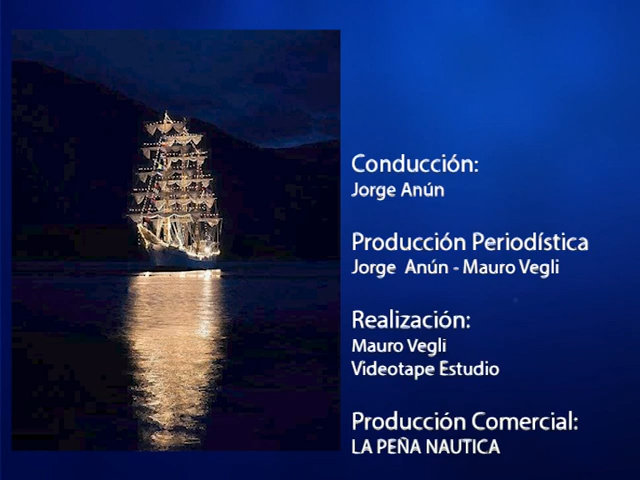 Conducción:
Jorge Anún
Producción Periodística
Jorge Anún - Mauro Vegli
Realización:
Mauro Vegli
Videotape Estudio
Producción Comercial:
LA PEÑA NAUTICA